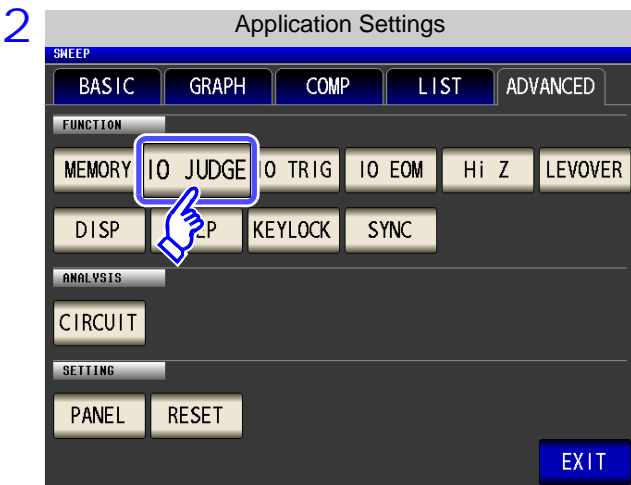 2 Application Settings
SWEEP
BASIC GRAPH COMP LIST ADVANCED
FUNCTION
MEMORY IO JUDGE IO TRIG IO EOM Hi Z LEVOVER
DISP KEYLOCK SYNC
ANALYSIS
CIRCUIT
SETTING
PANEL RESET
EXIT